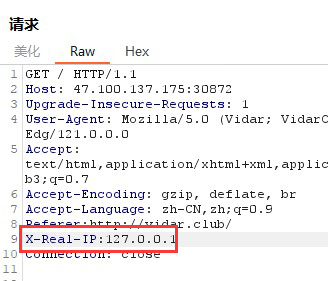 请求
美化 Raw Hex
1 GET / HTTP/1.1
2 Host: 47.100.137.175:30872
3 Upgrade-Insecure-Requests: 1
4 User-Agent: Mozilla/5.0 (Vidar; VidarC
Edg/121.0.0.0
5 Accept:
text/html,application/xhtml+xml,applic
b3;q=0.7
6 Accept-Encoding: gzip, deflate, br
7 Accept-Language: zh-CN,zh;q=0.9
8 Referer:http://vidar.club/
9 X-Real-IP:127.0.0.1
10 Connection: close